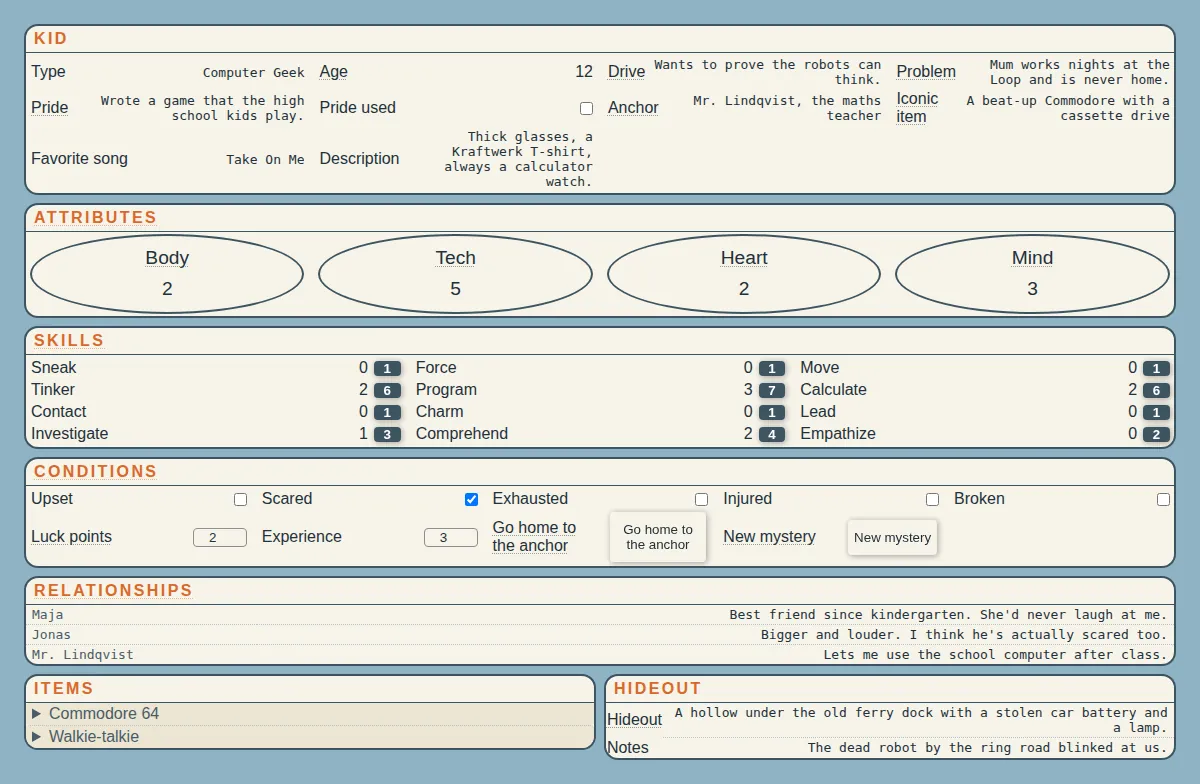 KID
Type Computer Geek Age 12 Drive Wants to prove the robots can think. Problem Mum works nights at the Loop and is never home.
Pride Wrote a game that the high school kids play. Pride used Anchor Mr. Lindqvist, the maths teacher Iconic item A beat-up Commodore with a cassette drive
Favorite song Take On Me Description Thick glasses, a Kraftwerk T-shirt, always a calculator watch.
ATTRIBUTES
Body Tech Heart Mind
2 5 2 3
SKILLS
Sneak 0 1 Force 0 1 Move 0 1
Tinker 2 6 Program 3 7 Calculate 2 6
Contact 0 1 Charm 0 1 Lead 0 1
Investigate 1 3 Comprehend 2 4 Empathize 0 2
CONDITIONS
Upset Scared Exhausted Injured Broken
Luck points 2 Experience 3 Go home to the anchor Go home to the anchor New mystery New mystery
RELATIONSHIPS
Maja Best friend since kindergarten. She'd never laugh at me.
Jonas Bigger and louder. I think he's actually scared too.
Mr. Lindqvist Lets me use the school computer after class.
ITEMS
Commodore 64
Walkie-talkie
HIDEOUT
Hideout A hollow under the old ferry dock with a stolen car battery and a lamp.
Notes The dead robot by the ring road blinked at us.